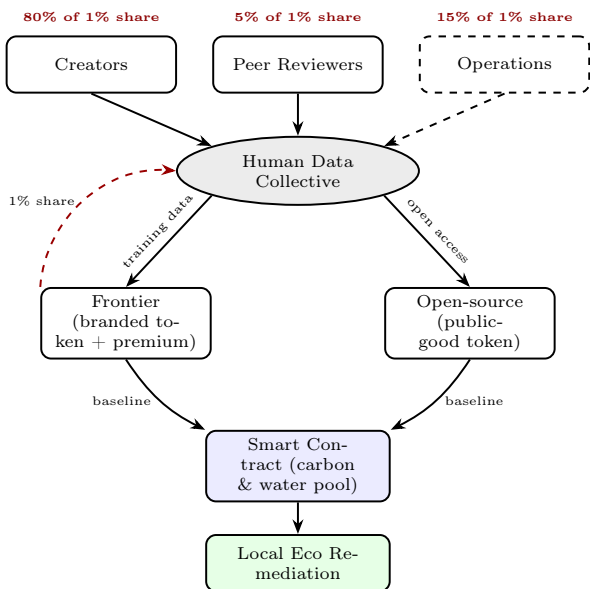 80% of 1% share
5% of 1% share
15% of 1% share
Creators
Peer Reviewers
Operations
Human Data
Collective
1% share
training data
open access
Frontier
(branded to-
ken + premium)
Open-source
(public-
good token)
baseline
baseline
Smart Con-
tract (carbon
& water pool)
Local Eco Re-
mediation